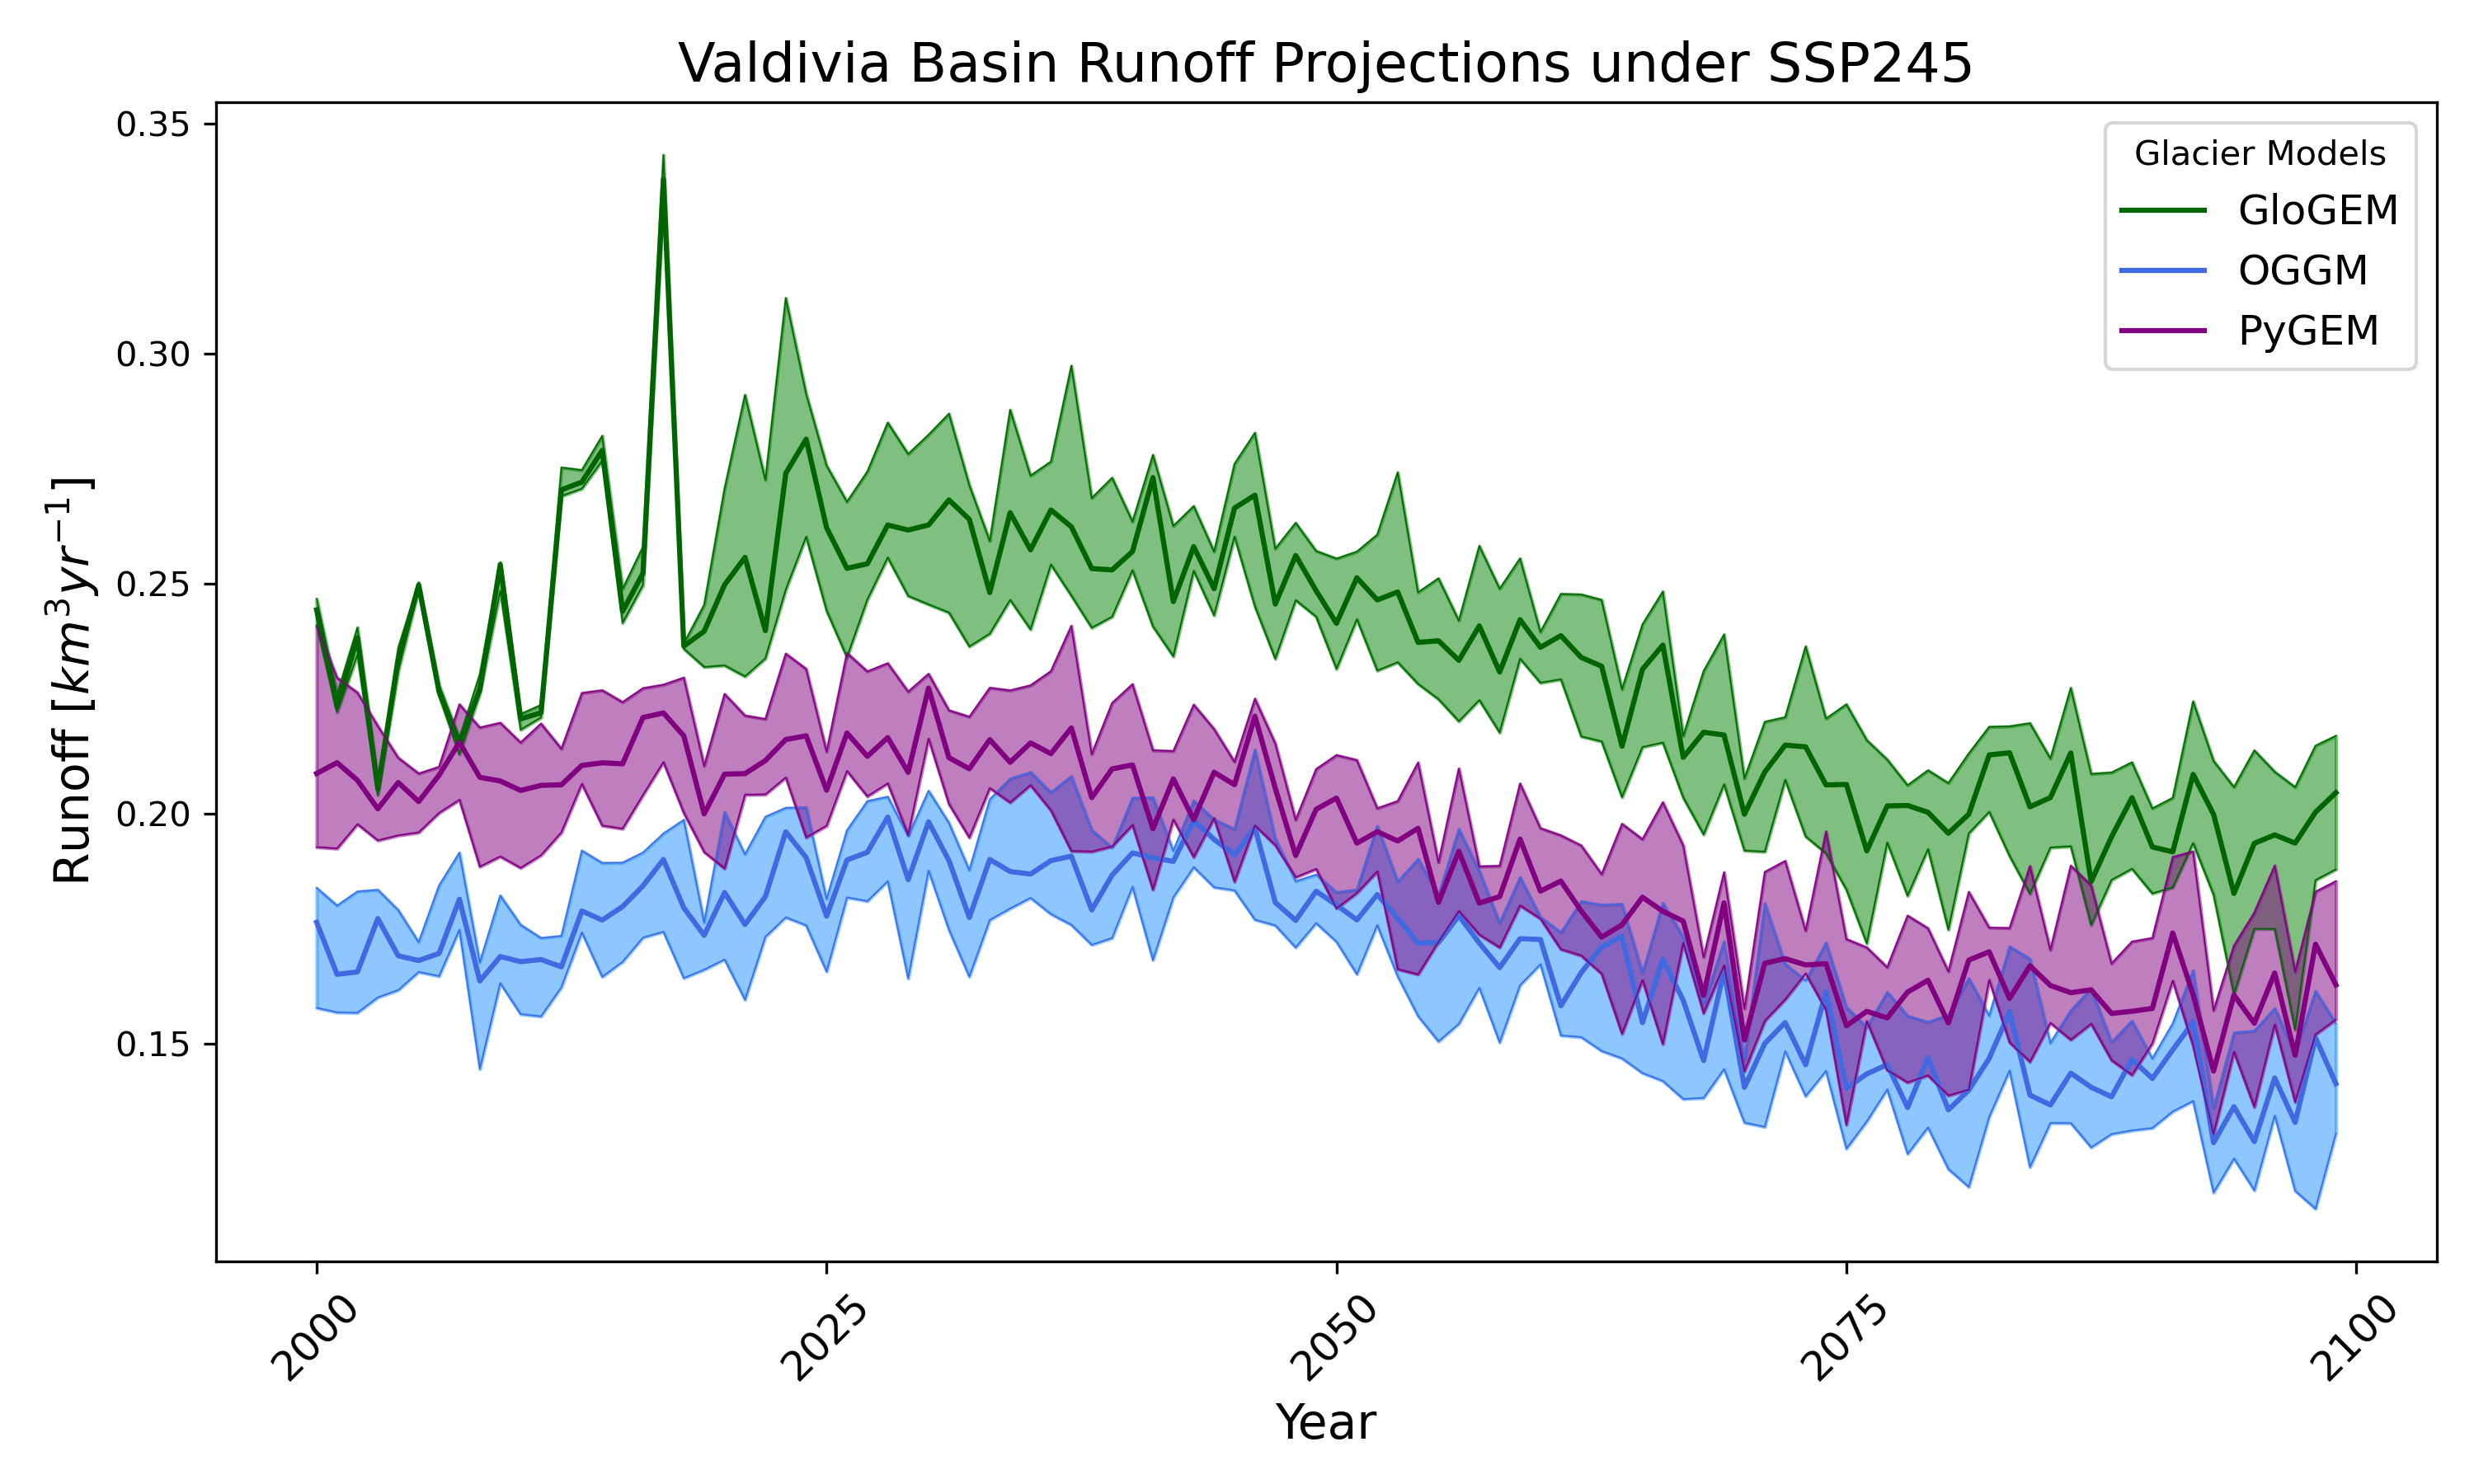 Valdivia Basin Runoff Projections under SSP245
Runoff [km³yr⁻¹]
0.35
0.30
0.25
0.20
0.15
Glacier Models
GloGEM
OGGM
PyGEM
2000
2025
2050
2075
2100
Year